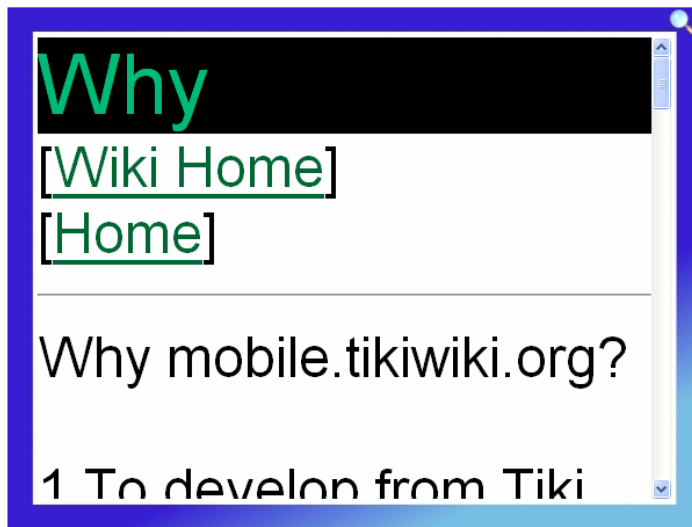 Why
[Wiki Home]
[Home]
Why mobile.tikiwiki.org?
1 To develop from Tiki